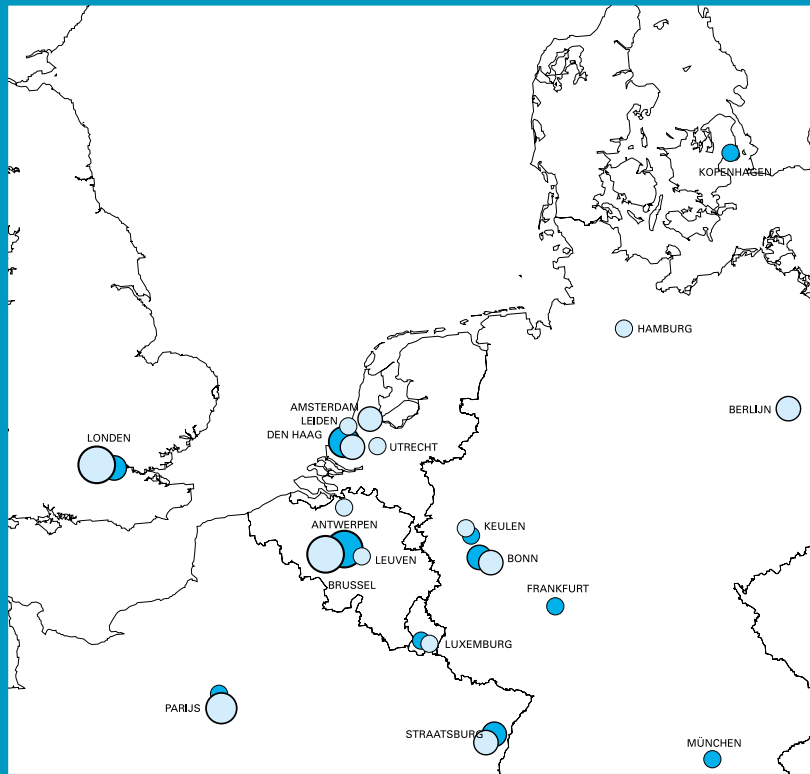 KOPENHAGEN
HAMBURG
AMSTERDAM
BERLIJN
LEIDEN
DEN HAAG
LONDEN
UTRECHT
ANTWERPEN
KEULEN
LEUVEN
BONN
BRUSSEL
FRANKFURT
LUXEMBURG
PARIJS
STRAATSBURG
MÜNCHEN